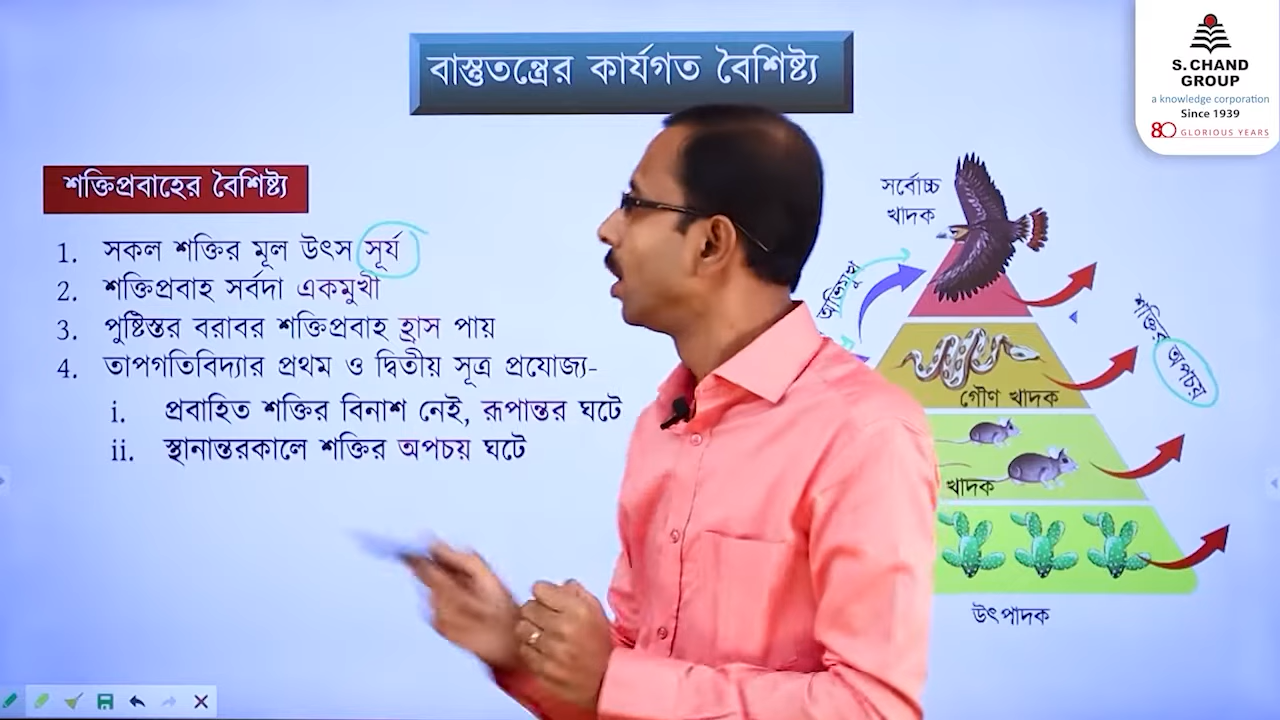 বাস্তুতন্ত্রের কার্যগত বৈশিষ্ট্য
S. CHAND
GROUP
a knowledge corporation
Since 1939
80 GLORIOUS YEARS
শক্তিপ্রবাহের বৈশিষ্ট্য
1. সকল শক্তির মূল উৎস সূর্য
2. শক্তিপ্রবাহ সর্বদা একমুখী
3. পুষ্টিস্তর বরাবর শক্তিপ্রবাহ হ্রাস পায়
4. তাপগতিবিদ্যার প্রথম ও দ্বিতীয় সূত্র প্রযোজ্য-
i. প্রবাহিত শক্তির বিনাশ নেই, রূপান্তর ঘটে
ii. স্থানান্তরকালে শক্তির অপচয় ঘটে
সর্বোচ্চ
খাদক
অভিমুখ
শক্তির অপচয়
গৌণ খাদক
খাদক
উৎপাদক